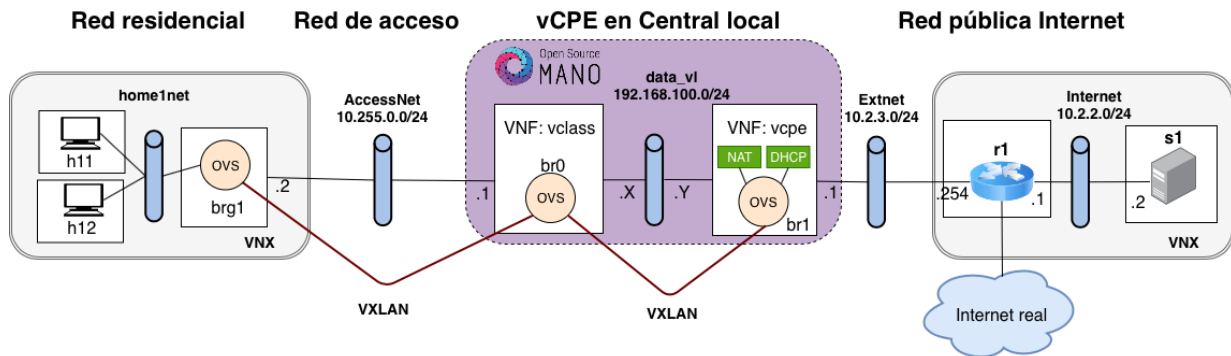 Red residencial
Red de acceso
vCPE en Central local
Red pública Internet
home1net
h11
h12
OVS
brg1
VNX
.2
AccessNet
10.255.0.0/24
Open Source
MANO
VNF: vclass
br0
OVS
.1
.X
data_vl
192.168.100.0/24
.Y
VNF: vcpe
NAT
DHCP
OVS
br1
.1
Extnet
10.2.3.0/24
r1
.254
.1
Internet
10.2.2.0/24
s1
.2
VNX
VXLAN
VXLAN
Internet real